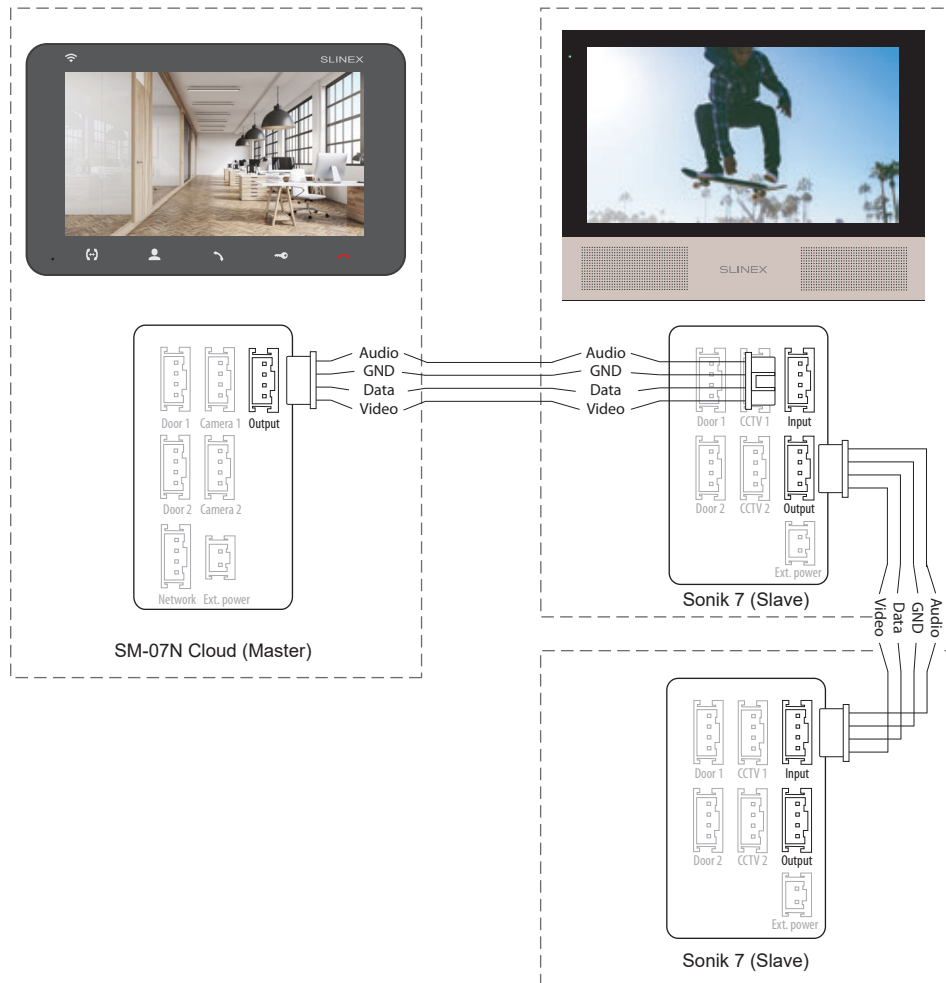 SLINEX
SLINEX
Audio
GND
Data
Video
Audio
GND
Data
Video
Door 1 Camera 1 Output
Door 2 Camera 2
Network Ext. power
SM-07N Cloud (Master)
Door 1 CCTV 1 Input
Door 2 CCTV 2 Output
Ext. power
Sonik 7 (Slave)
Video
Data
GND
Audio
Door 1 CCTV 1 Input
Door 2 CCTV 2 Output
Ext. power
Sonik 7 (Slave)